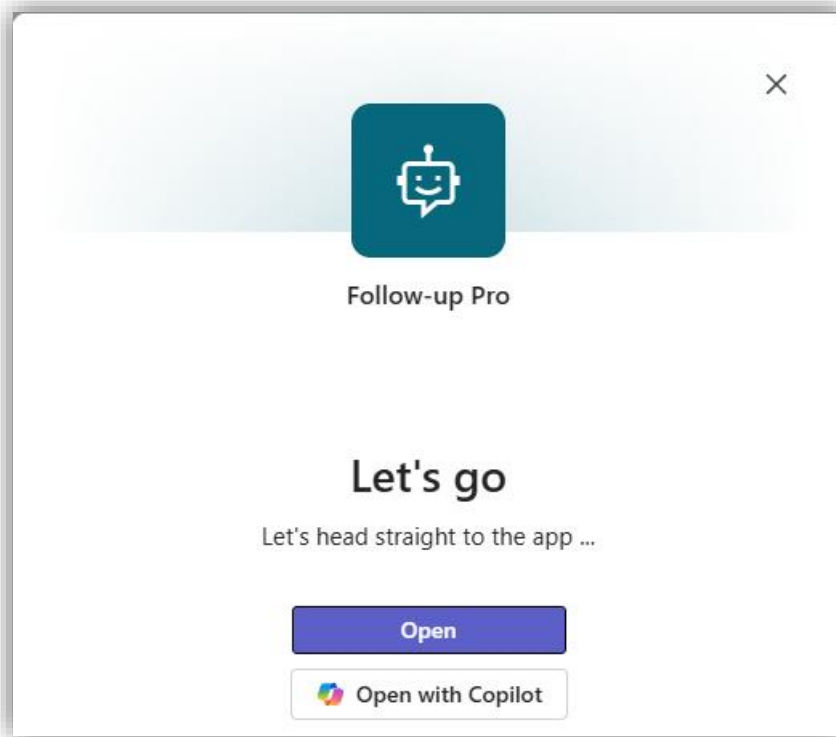 Follow-up Pro
Let's go
Let's head straight to the app ...
Open
Open with Copilot